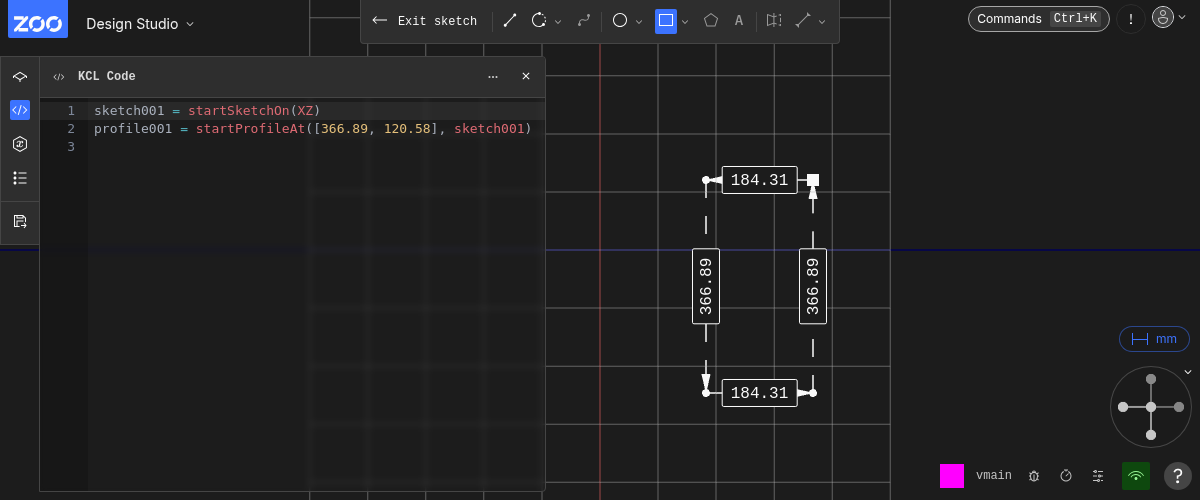 ZOO
Design Studio
Exit sketch
A
Commands Ctrl+K
!
KCL Code
1 sketch001 = startSketchOn(XZ)
2 profile001 = startProfileAt([366.89, 120.58], sketch001)
3
184.31
366.89
366.89
184.31
mm
vmain
?